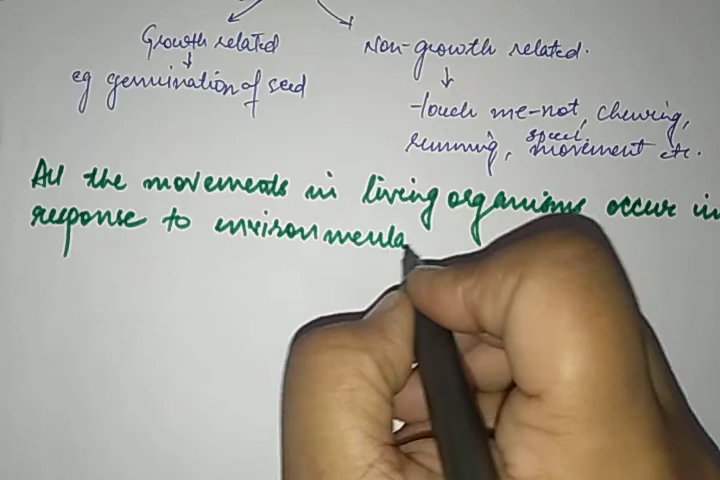 Growth related
Non-growth related.
eg germination of seed
touch me-not, chewing,
running, movement etc.
All the movements in living organisms occur in
response to environmenta